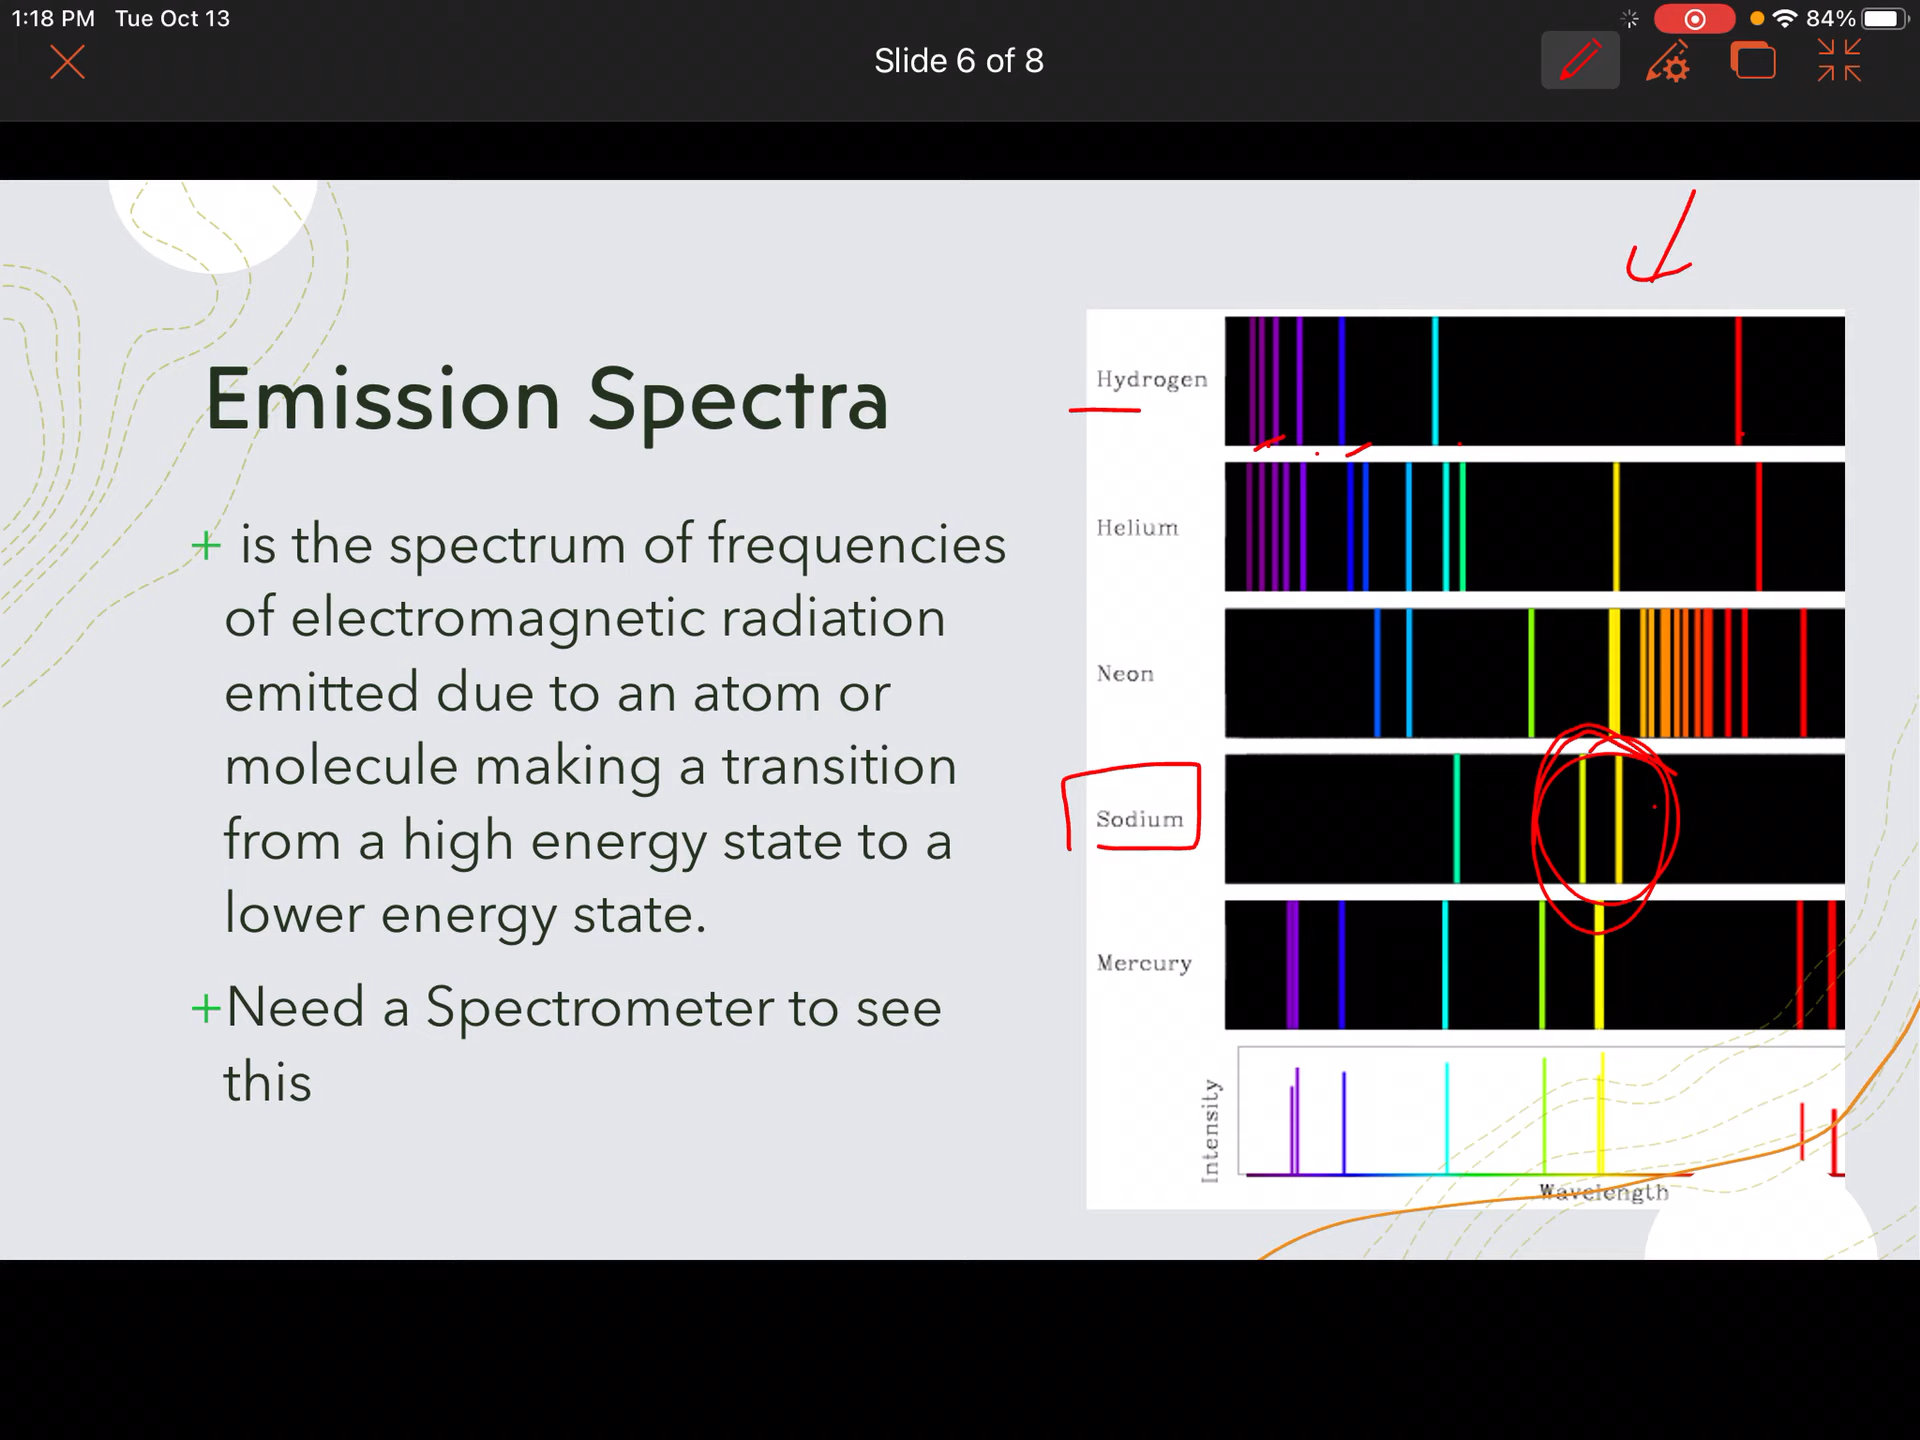 1:18 PM Tue Oct 13
84%
Slide 6 of 8
Emission Spectra
+ is the spectrum of frequencies
of electromagnetic radiation
emitted due to an atom or
molecule making a transition
from a high energy state to a
lower energy state.
+Need a Spectrometer to see
this
Hydrogen
Helium
Neon
Sodium
Mercury
Intensity
Wavelength